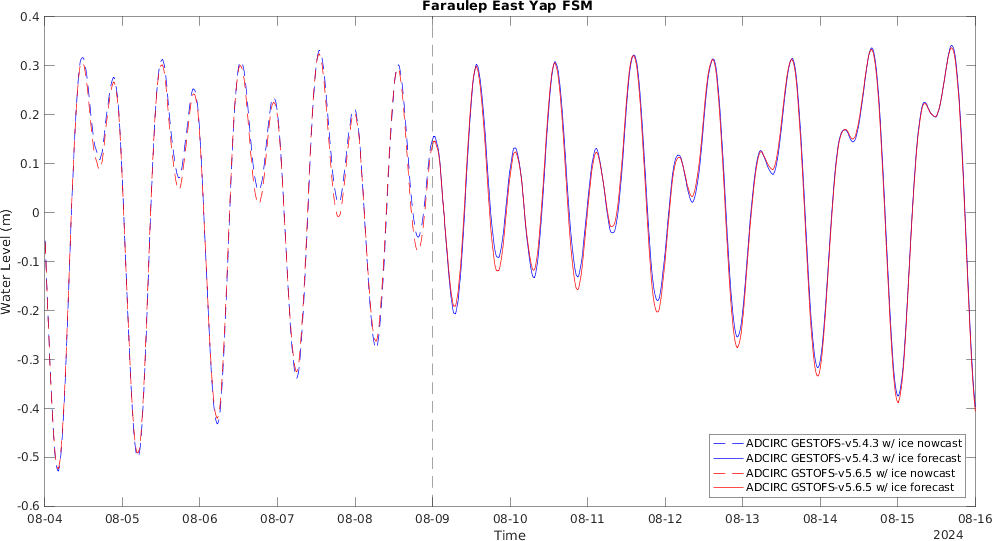 Faraulep East Yap FSM
0.4
0.3
0.2
0.1
0
-0.1
-0.2
-0.3
-0.4
-0.5
-0.6
Water Level (m)
ADCIRC GESTOFS-v5.4.3 w/ ice nowcast
ADCIRC GESTOFS-v5.4.3 w/ ice forecast
ADCIRC GSTOFS-v5.6.5 w/ ice nowcast
ADCIRC GSTOFS-v5.6.5 w/ ice forecast
08-04 08-05 08-06 08-07 08-08 08-09 08-10 08-11 08-12 08-13 08-14 08-15 08-16
Time
2024